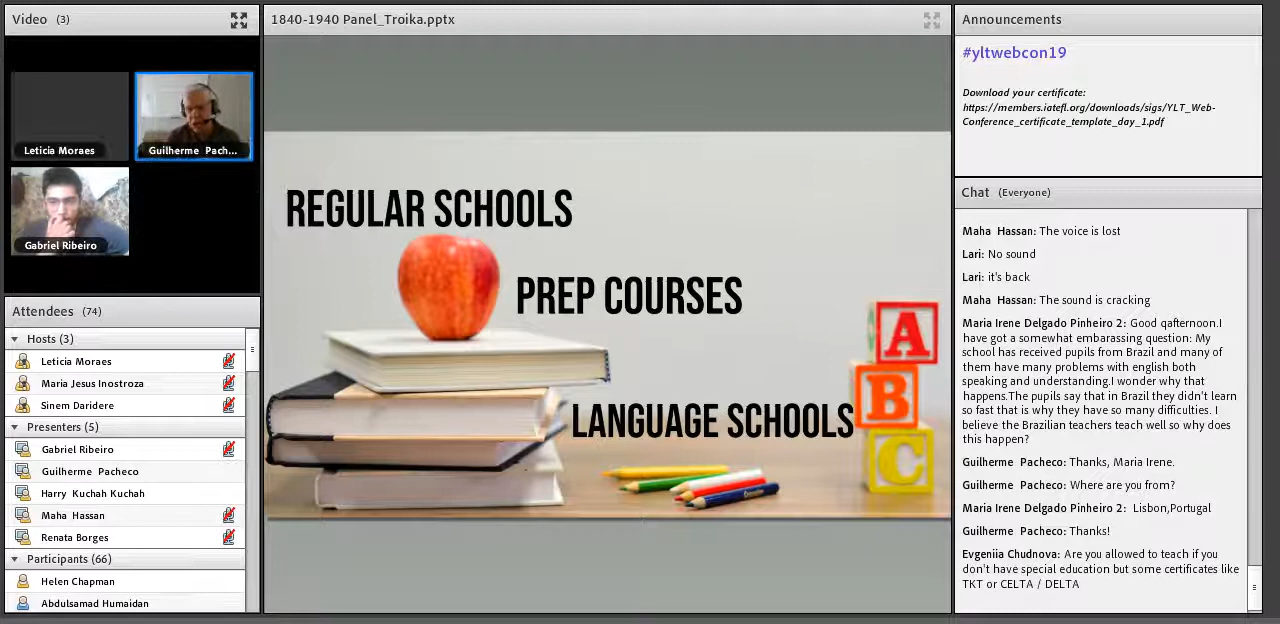 Video (3)
Leticia Moraes
Guilherme Pach...
Gabriel Ribeiro
Attendees (74)
Hosts (3)
Leticia Moraes
Maria Jesus Inostroza
Sinem Daridere
Presenters (5)
Gabriel Ribeiro
Guilherme Pacheco
Harry Kuchah Kuchah
Maha Hassan
Renata Borges
Participants (66)
Helen Chapman
Abdulsamad Humaidan
1840-1940 Panel_Troika.pptx
REGULAR SCHOOLS
PREP COURSES
LANGUAGE SCHOOLS
A
B
C
Announcements
#yltwebcon19
Download your certificate:
https://members.iatefl.org/downloads/sigs/YLT_Web-
Conference_certificate_template_day_1.pdf
Chat (Everyone)
Maha Hassan: The voice is lost
Lari: No sound
Lari: it's back
Maha Hassan: The sound is cracking
Maria Irene Delgado Pinheiro 2: Good qafternoon.I
have got a somewhat embarassing question: My
school has received pupils from Brazil and many of
them have many problems with english both
speaking and understanding.I wonder why that
happens.The pupils say that in Brazil they didn't learn
so fast that is why they have so many difficulties. I
believe the Brazilian teachers teach well so why does
this happen?
Guilherme Pacheco: Thanks, Maria Irene.
Guilherme Pacheco: Where are you from?
Maria Irene Delgado Pinheiro 2: Lisbon,Portugal
Guilherme Pacheco: Thanks!
Evgeniia Chudnova: Are you allowed to teach if you
don't have special education but some certificates like
TKT or CELTA / DELTA